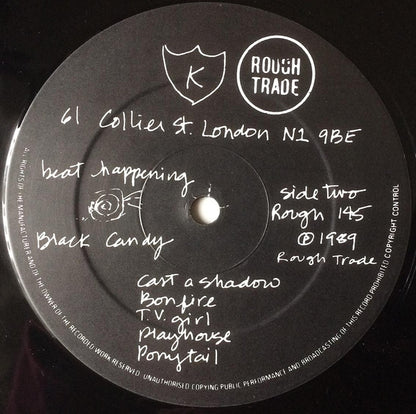 K
ROUGH
TRADE
61 Collier St. London N1 9BE
beat happening
side two
Rough 145
Ⓟ1989
Rough Trade
Black Candy
Cast a shadow
Bonfire
T.V. girl
Playhouse
Ponytail
ALL RIGHTS OF THE MANUFACTURER AND OF THE OWNER OF THE RECORDED WORK RESERVED. UNAUTHORISED COPYING PUBLIC PERFORMANCE AND BROADCASTING OF THIS RECORD PROHIBITED COPYRIGHT CONTROL